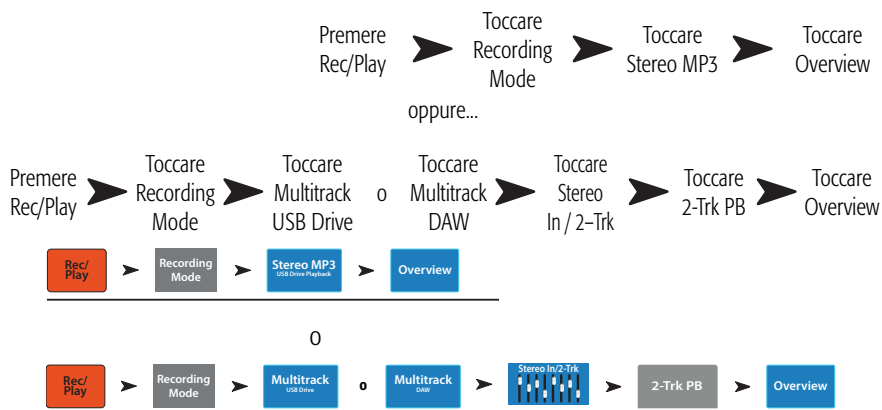 Premere Toccare Toccare Toccare
Rec/Play Recording Stereo MP3 Overview
Mode
oppure...
Premere Toccare Toccare Toccare Toccare Toccare Toccare
Rec/Play Recording Multitrack o Multitrack Stereo 2-Trk PB Overview
Mode USB Drive DAW In / 2–Trk
Rec/ Recording Stereo MP3 Overview
Play Mode USB Drive Playback
O
Stereo In/2-Trk
Rec/ Recording Multitrack o Multitrack 2-Trk PB Overview
Play Mode USB Drive DAW